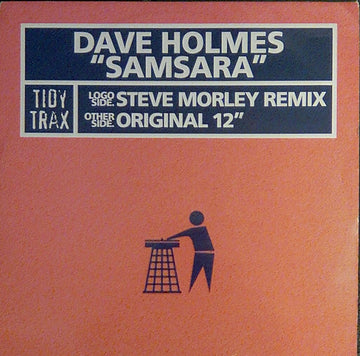 DAVE HOLMES
"SAMSARA"
TIDY
TRAX
LOGO
SIDE: STEVE MORLEY REMIX
OTHER
SIDE: ORIGINAL 12"